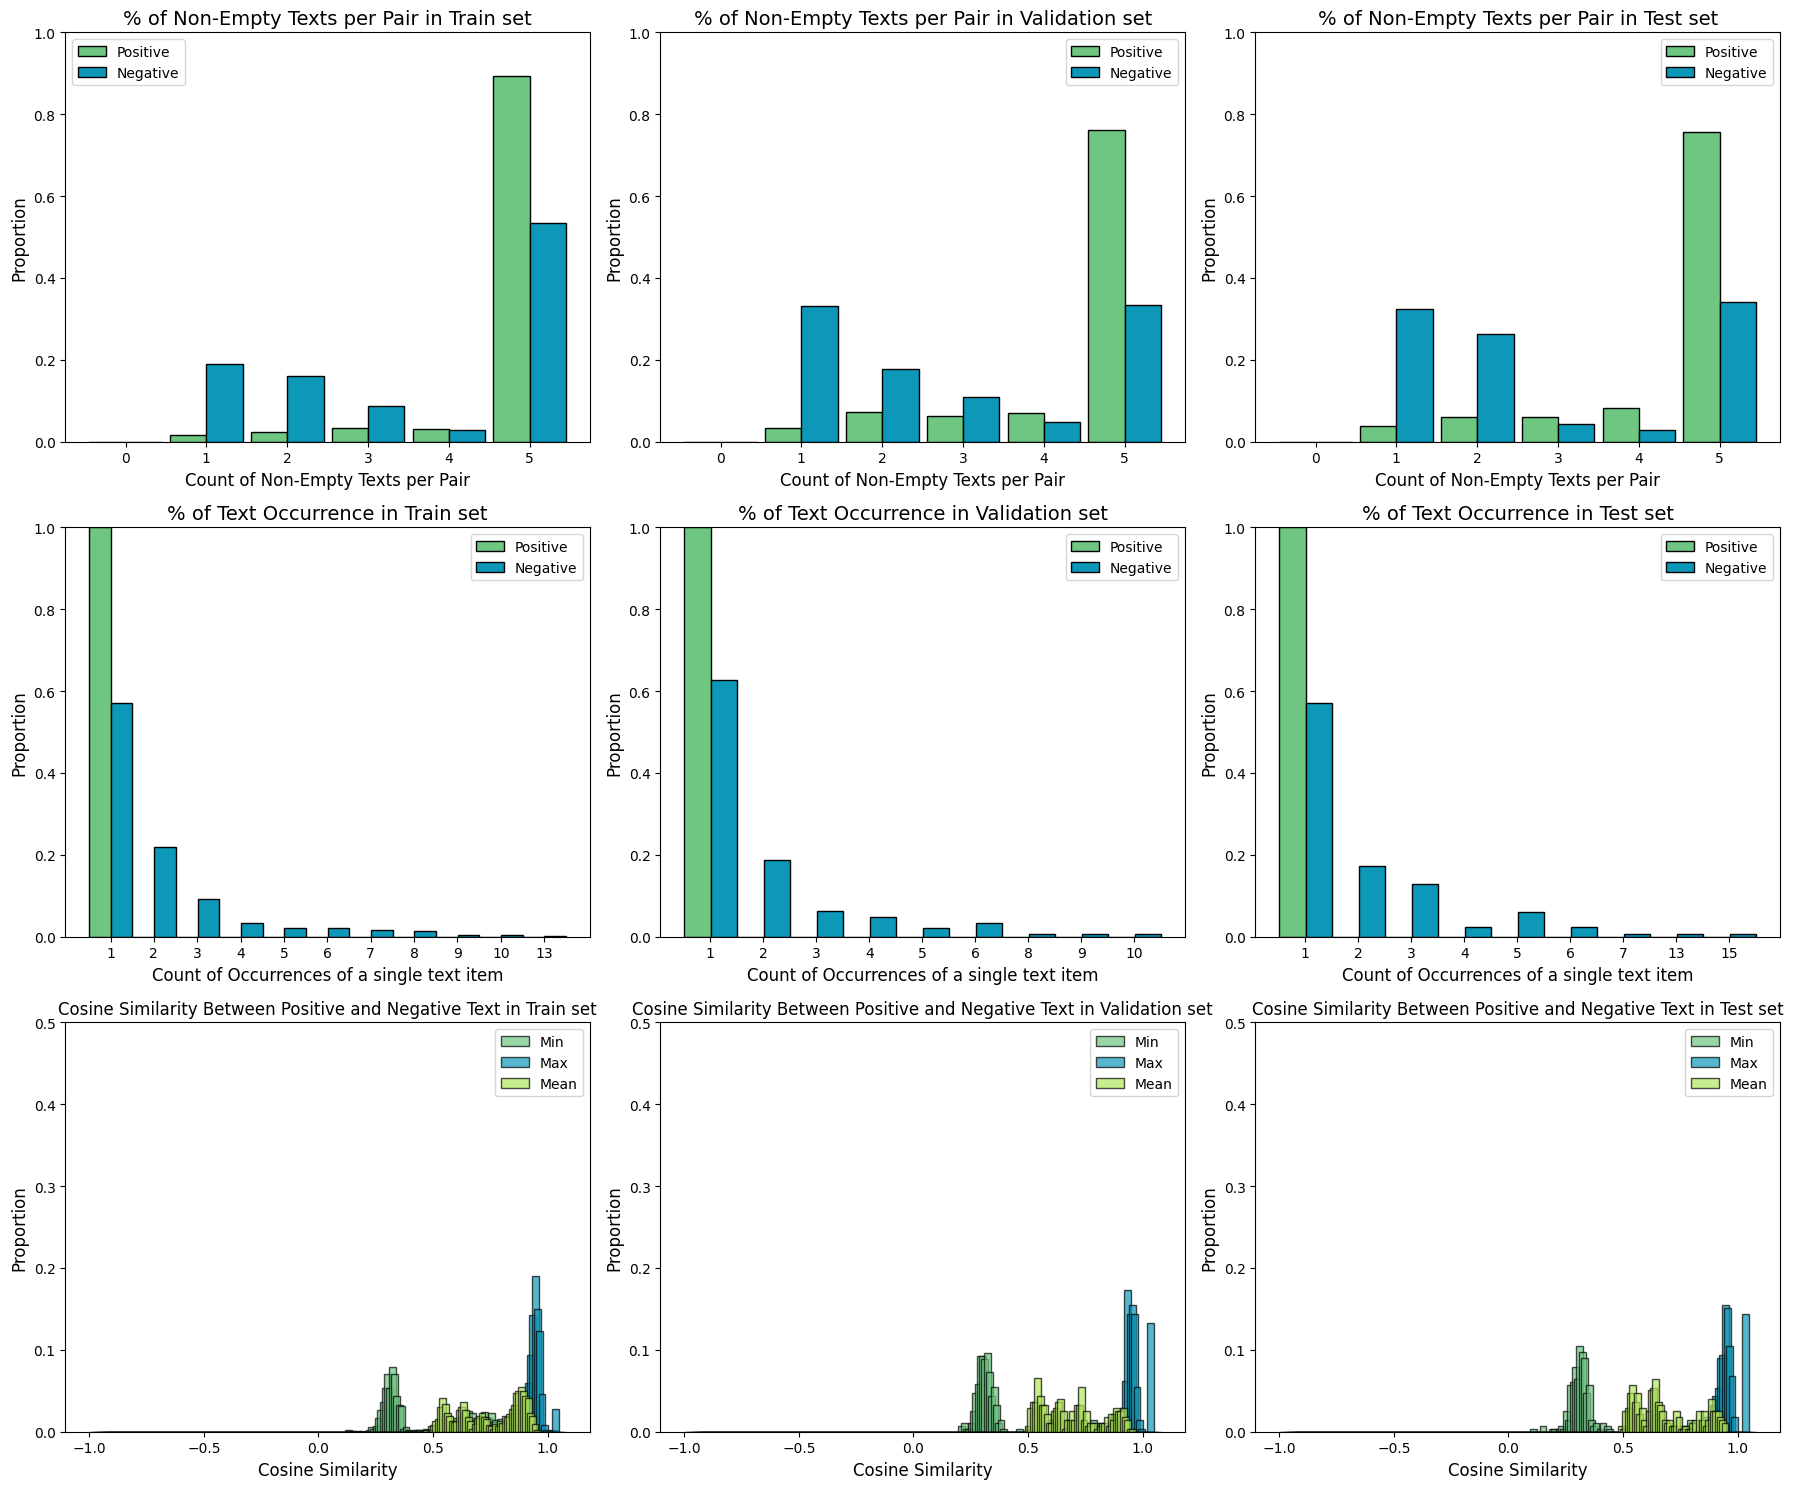 % of Non-Empty Texts per Pair in Train set
1.0
0.8
0.6
0.4
0.2
0.0
Proportion
Positive
Negative
0 1 2 3 4 5
Count of Non-Empty Texts per Pair
% of Non-Empty Texts per Pair in Validation set
1.0
0.8
0.6
0.4
0.2
0.0
Proportion
Positive
Negative
0 1 2 3 4 5
Count of Non-Empty Texts per Pair
% of Non-Empty Texts per Pair in Test set
1.0
0.8
0.6
0.4
0.2
0.0
Proportion
Positive
Negative
0 1 2 3 4 5
Count of Non-Empty Texts per Pair
% of Text Occurrence in Train set
1.0
0.8
0.6
0.4
0.2
0.0
Proportion
Positive
Negative
1 2 3 4 5 6 7 8 9 10 13
Count of Occurrences of a single text item
% of Text Occurrence in Validation set
1.0
0.8
0.6
0.4
0.2
0.0
Proportion
Positive
Negative
1 2 3 4 5 6 8 9 10
Count of Occurrences of a single text item
% of Text Occurrence in Test set
1.0
0.8
0.6
0.4
0.2
0.0
Proportion
Positive
Negative
1 2 3 4 5 6 7 13 15
Count of Occurrences of a single text item
Cosine Similarity Between Positive and Negative Text in Train set
0.5
0.4
0.3
0.2
0.1
0.0
Proportion
Min
Max
Mean
−1.0 −0.5 0.0 0.5 1.0
Cosine Similarity
Cosine Similarity Between Positive and Negative Text in Validation set
0.5
0.4
0.3
0.2
0.1
0.0
Proportion
Min
Max
Mean
−1.0 −0.5 0.0 0.5 1.0
Cosine Similarity
Cosine Similarity Between Positive and Negative Text in Test set
0.5
0.4
0.3
0.2
0.1
0.0
Proportion
Min
Max
Mean
−1.0 −0.5 0.0 0.5 1.0
Cosine Similarity